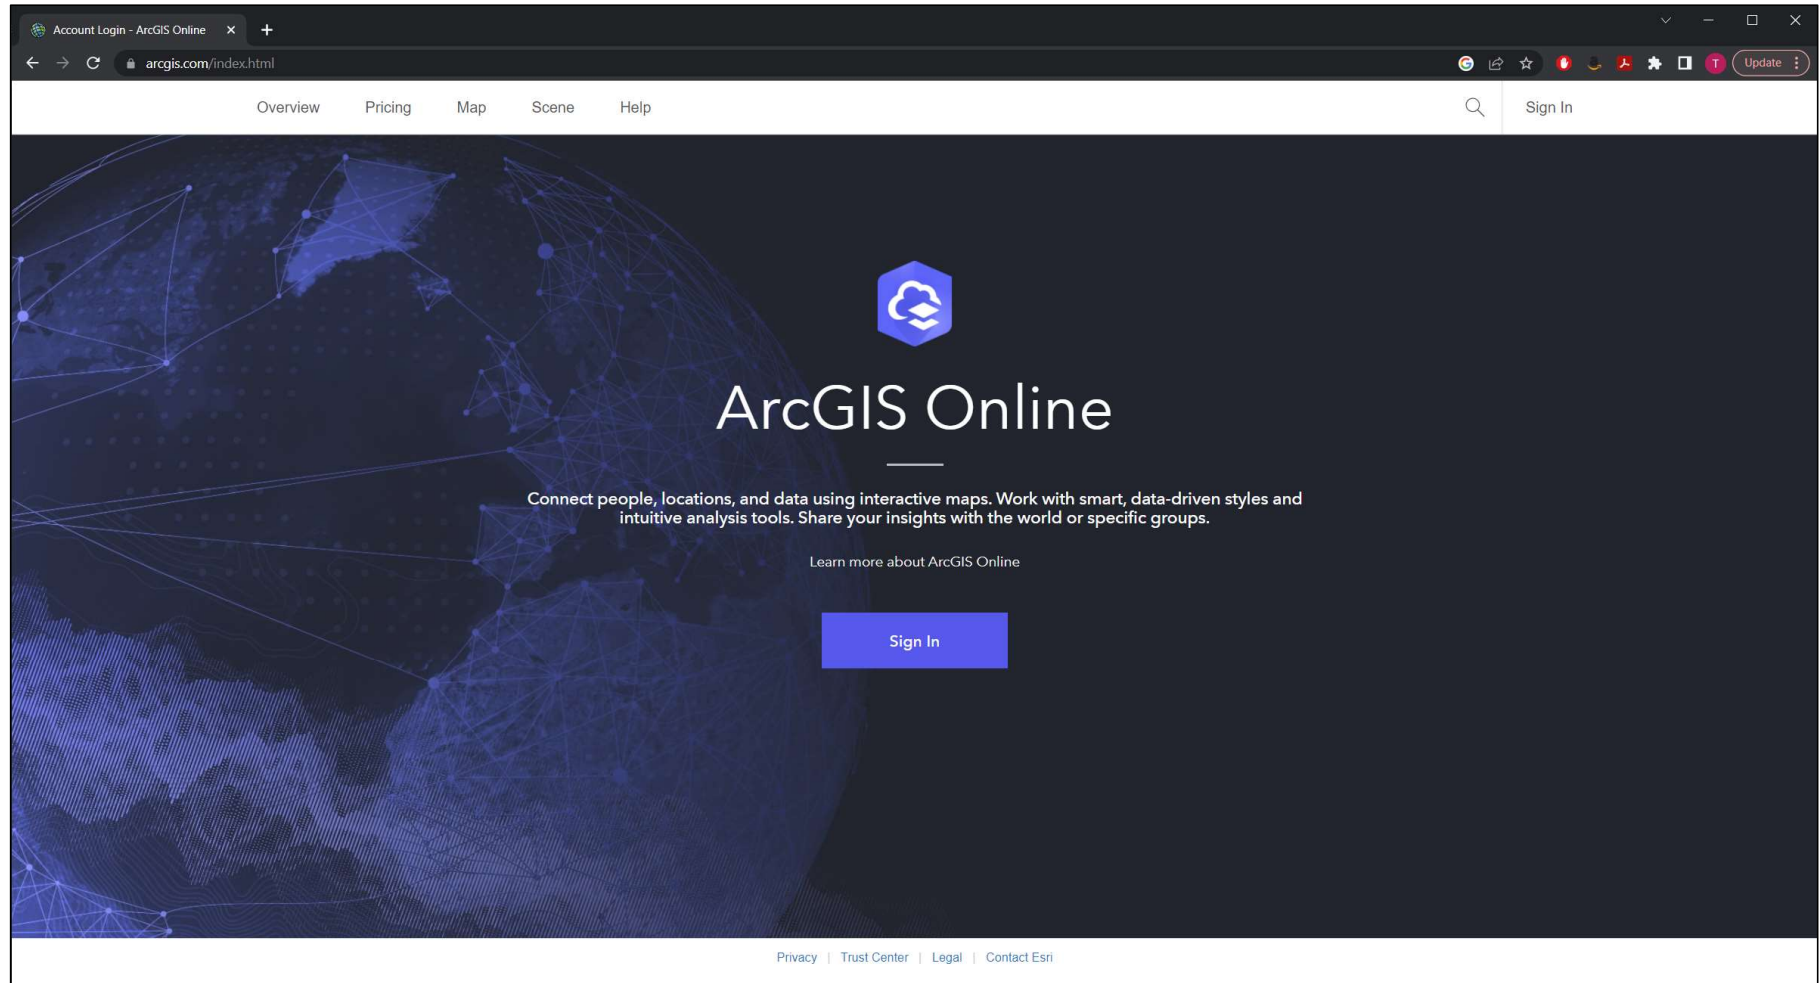 Account Login - ArcGIS Online
arcgis.com/index.html
T
Update
Overview Pricing Map Scene Help Sign In
ArcGIS Online
Connect people, locations, and data using interactive maps. Work with smart, data-driven styles and
intuitive analysis tools. Share your insights with the world or specific groups.
Learn more about ArcGIS Online
Sign In
Privacy | Trust Center | Legal | Contact Esri